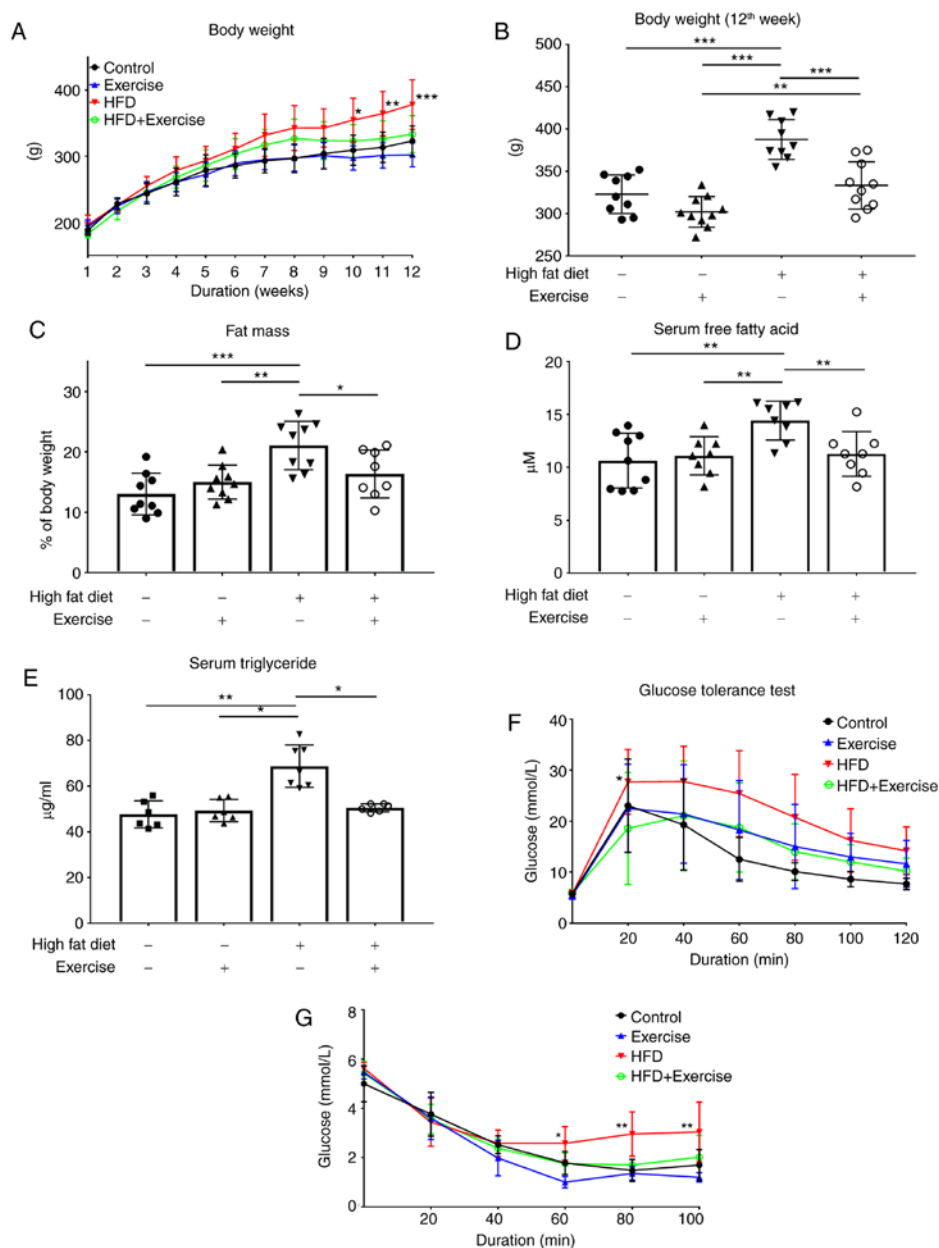 A
Body weight
Control
Exercise
HFD
HFD+Exercise
400
300
200
(g)
* ** ***
1 2 3 4 5 6 7 8 9 10 11 12
Duration (weeks)
B
Body weight (12th week)
*** 
***
***
**
500
450
400
350
300
250
(g)
High fat diet – – + +
Exercise – + – +
C
Fat mass
***
**
*
30
20
10
0
% of body weight
High fat diet – – + +
Exercise – + – +
D
Serum free fatty acid
**
**
**
20
15
10
5
0
µM
High fat diet – – + +
Exercise – + – +
E
Serum triglyceride
**
*
*
100
80
60
40
20
0
µg/ml
High fat diet – – + +
Exercise – + – +
F
Glucose tolerance test
Control
Exercise
HFD
HFD+Exercise
40
30
20
10
0
Glucose (mmol/L)
*
20 40 60 80 100 120
Duration (min)
G
Control
Exercise
HFD
HFD+Exercise
8
6
4
2
0
Glucose (mmol/L)
* ** **
20 40 60 80 100
Duration (min)